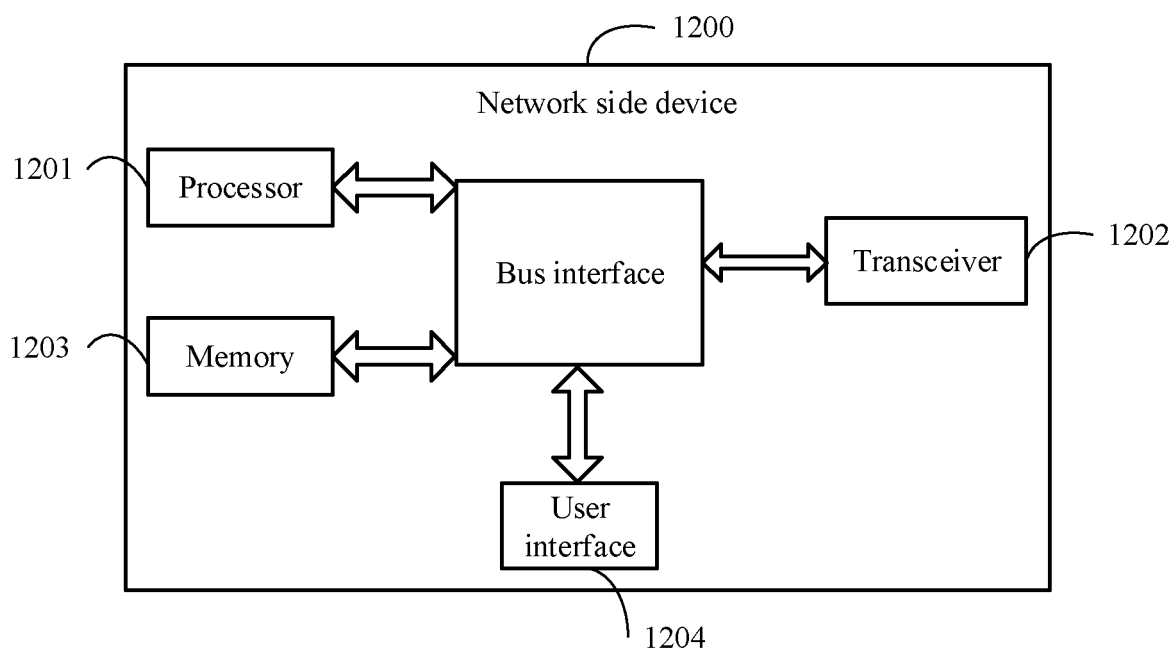 1200
Network side device
1201
Processor
Bus interface
Transceiver
1202
1203
Memory
User
interface
1204